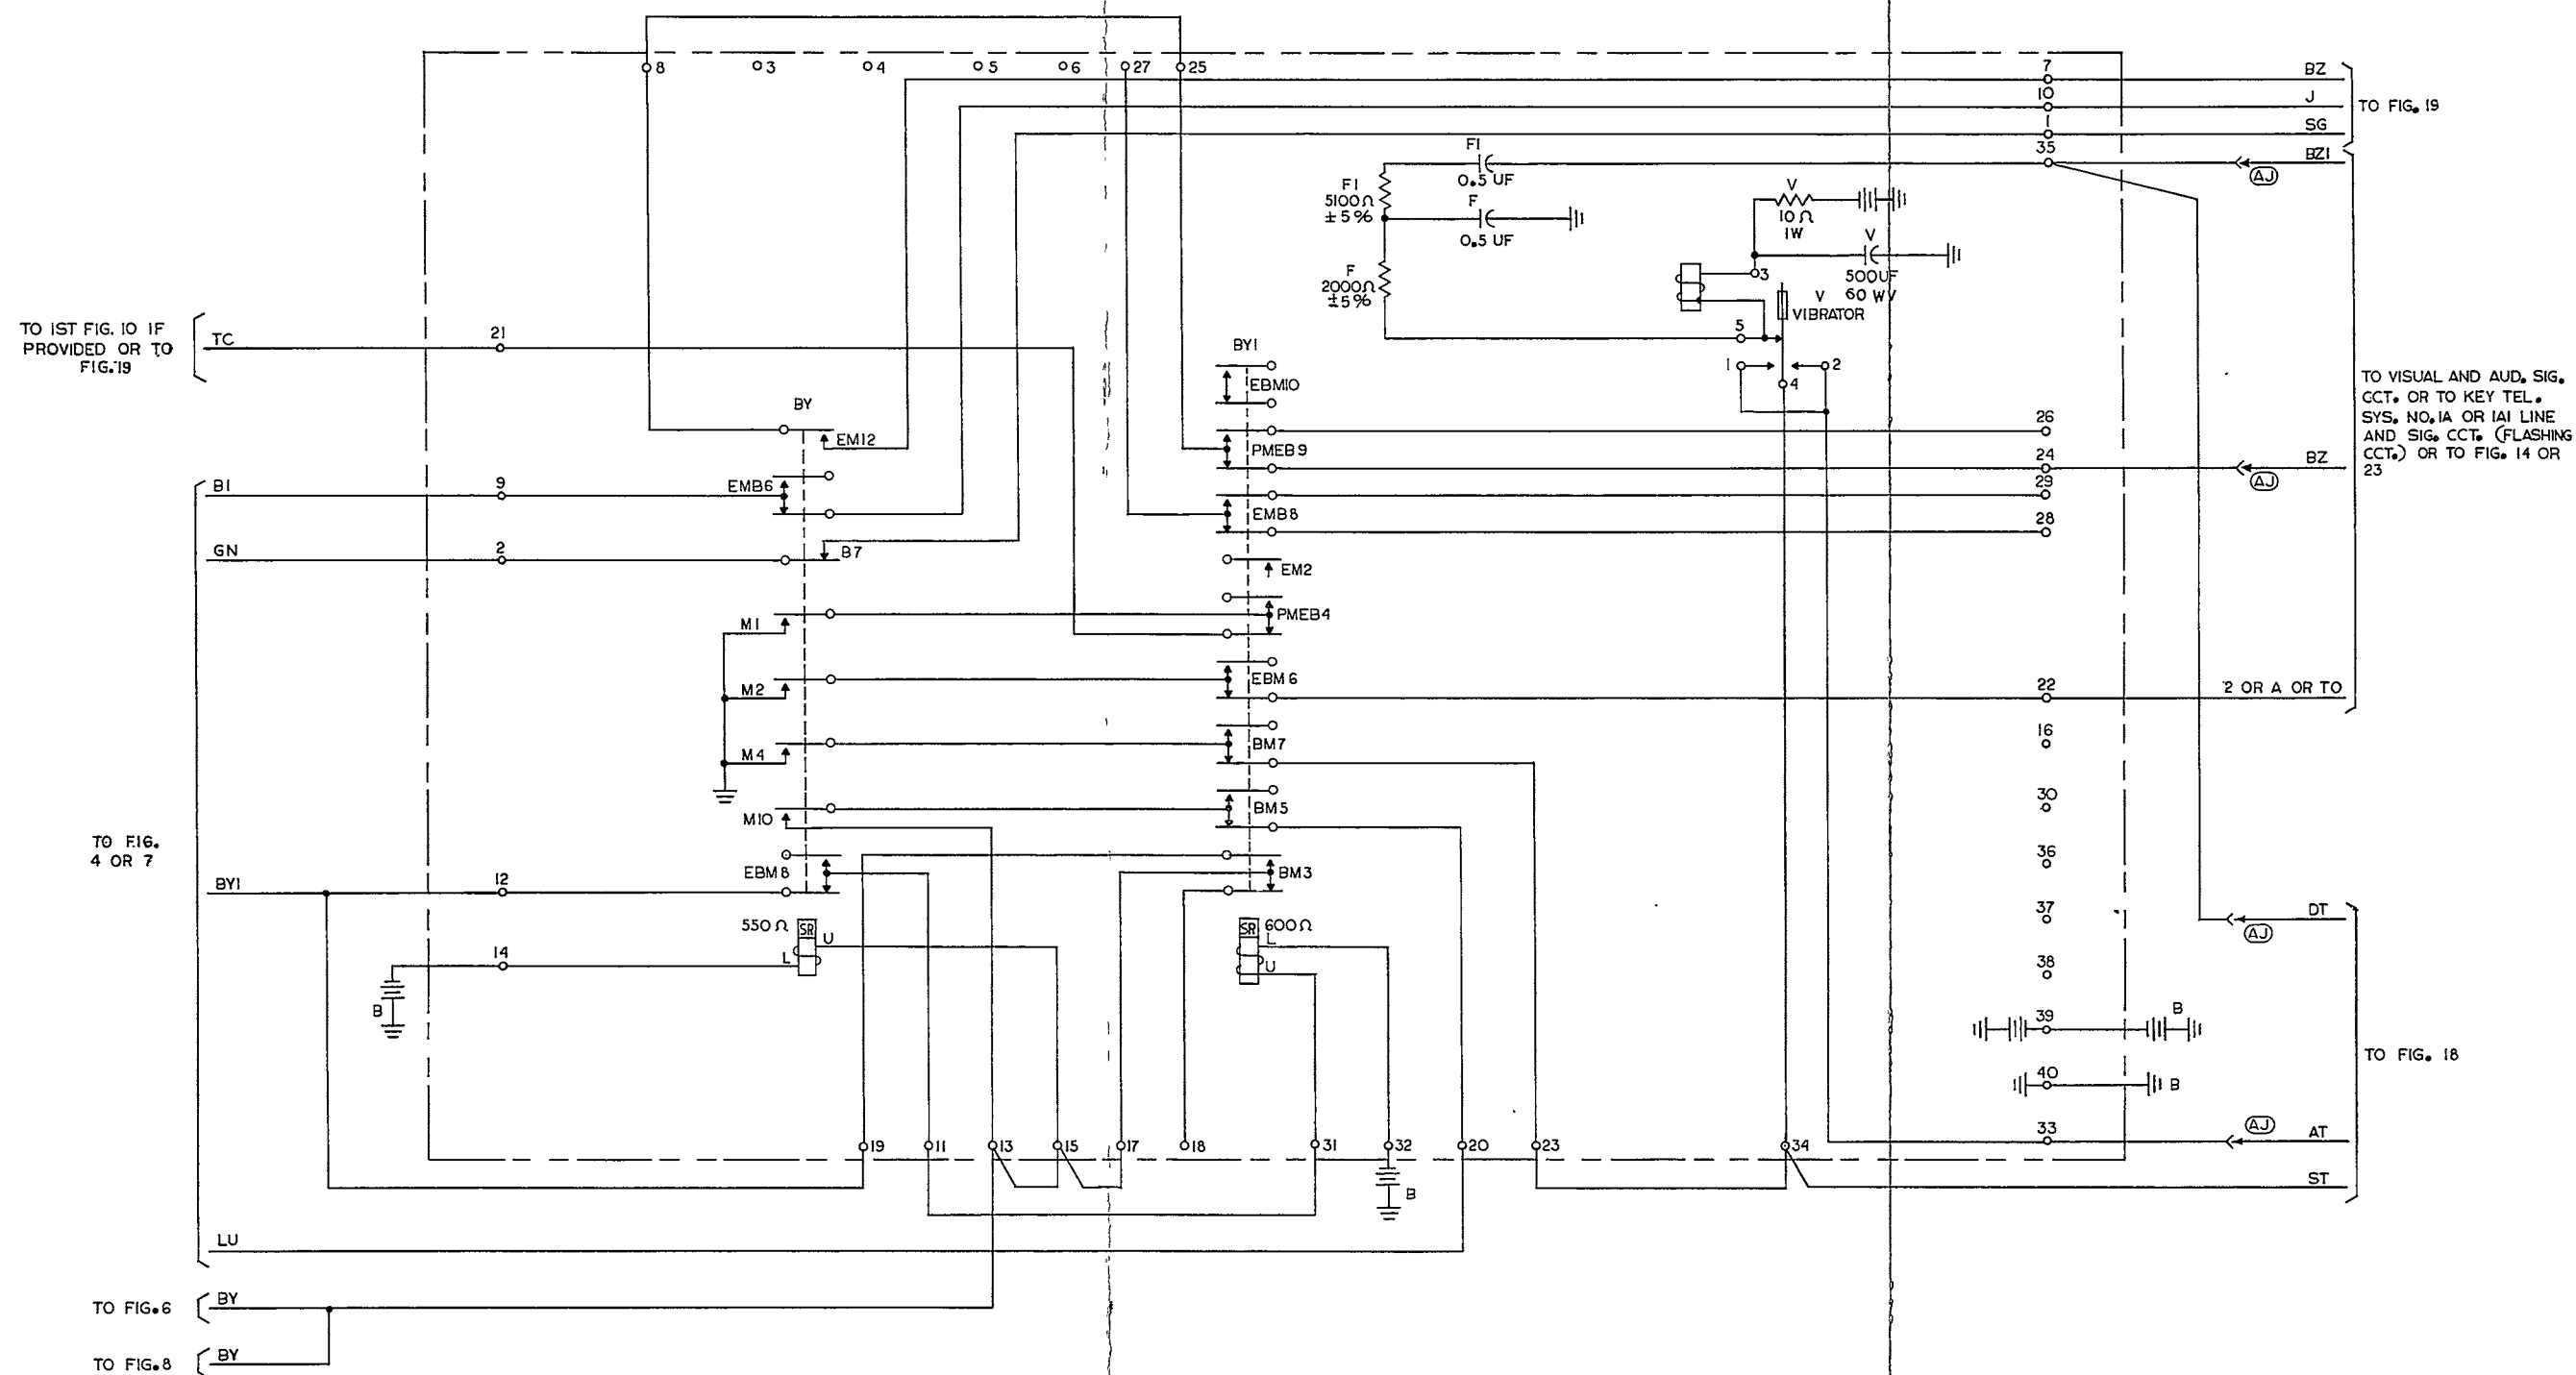 8
3
4
5
6
27
25
7
BZ
10
J
TO FIG. 19
SG
35
BZ1
AJ
F1
0.5 UF
F1
5100Ω
±5%
F
0.5 UF
V
10Ω
1W
V
500UF
60 WV
3
F
2000Ω
±5%
V
VIBRATOR
5
1
2
4
TO 1ST FIG. 10 IF
PROVIDED OR TO
FIG. 19
TC
21
BY1
EBM10
BY
EM12
PMEB9
26
24
BZ
AJ
TO VISUAL AND AUD. SIG.
CCT. OR TO KEY TEL.
SYS. NO. 1A OR 1A1 LINE
AND SIG. CCT. (FLASHING
CCT.) OR TO FIG. 14 OR
23
B1
9
EMB6
29
EMB8
28
GN
2
B7
EM2
M1
PMEB4
M2
EBM6
22
2 OR A OR TO
M4
BM7
16
M10
BM5
30
TO FIG.
4 OR 7
BY1
12
EBM8
BM3
36
550Ω
SR
U
L
600Ω
SR
L
U
37
DT
AJ
14
B
38
39
B
40
B
TO FIG. 18
19
11
13
15
17
18
31
32
20
23
34
33
AJ
AT
B
ST
LU
TO FIG. 6
BY
TO FIG. 8
BY